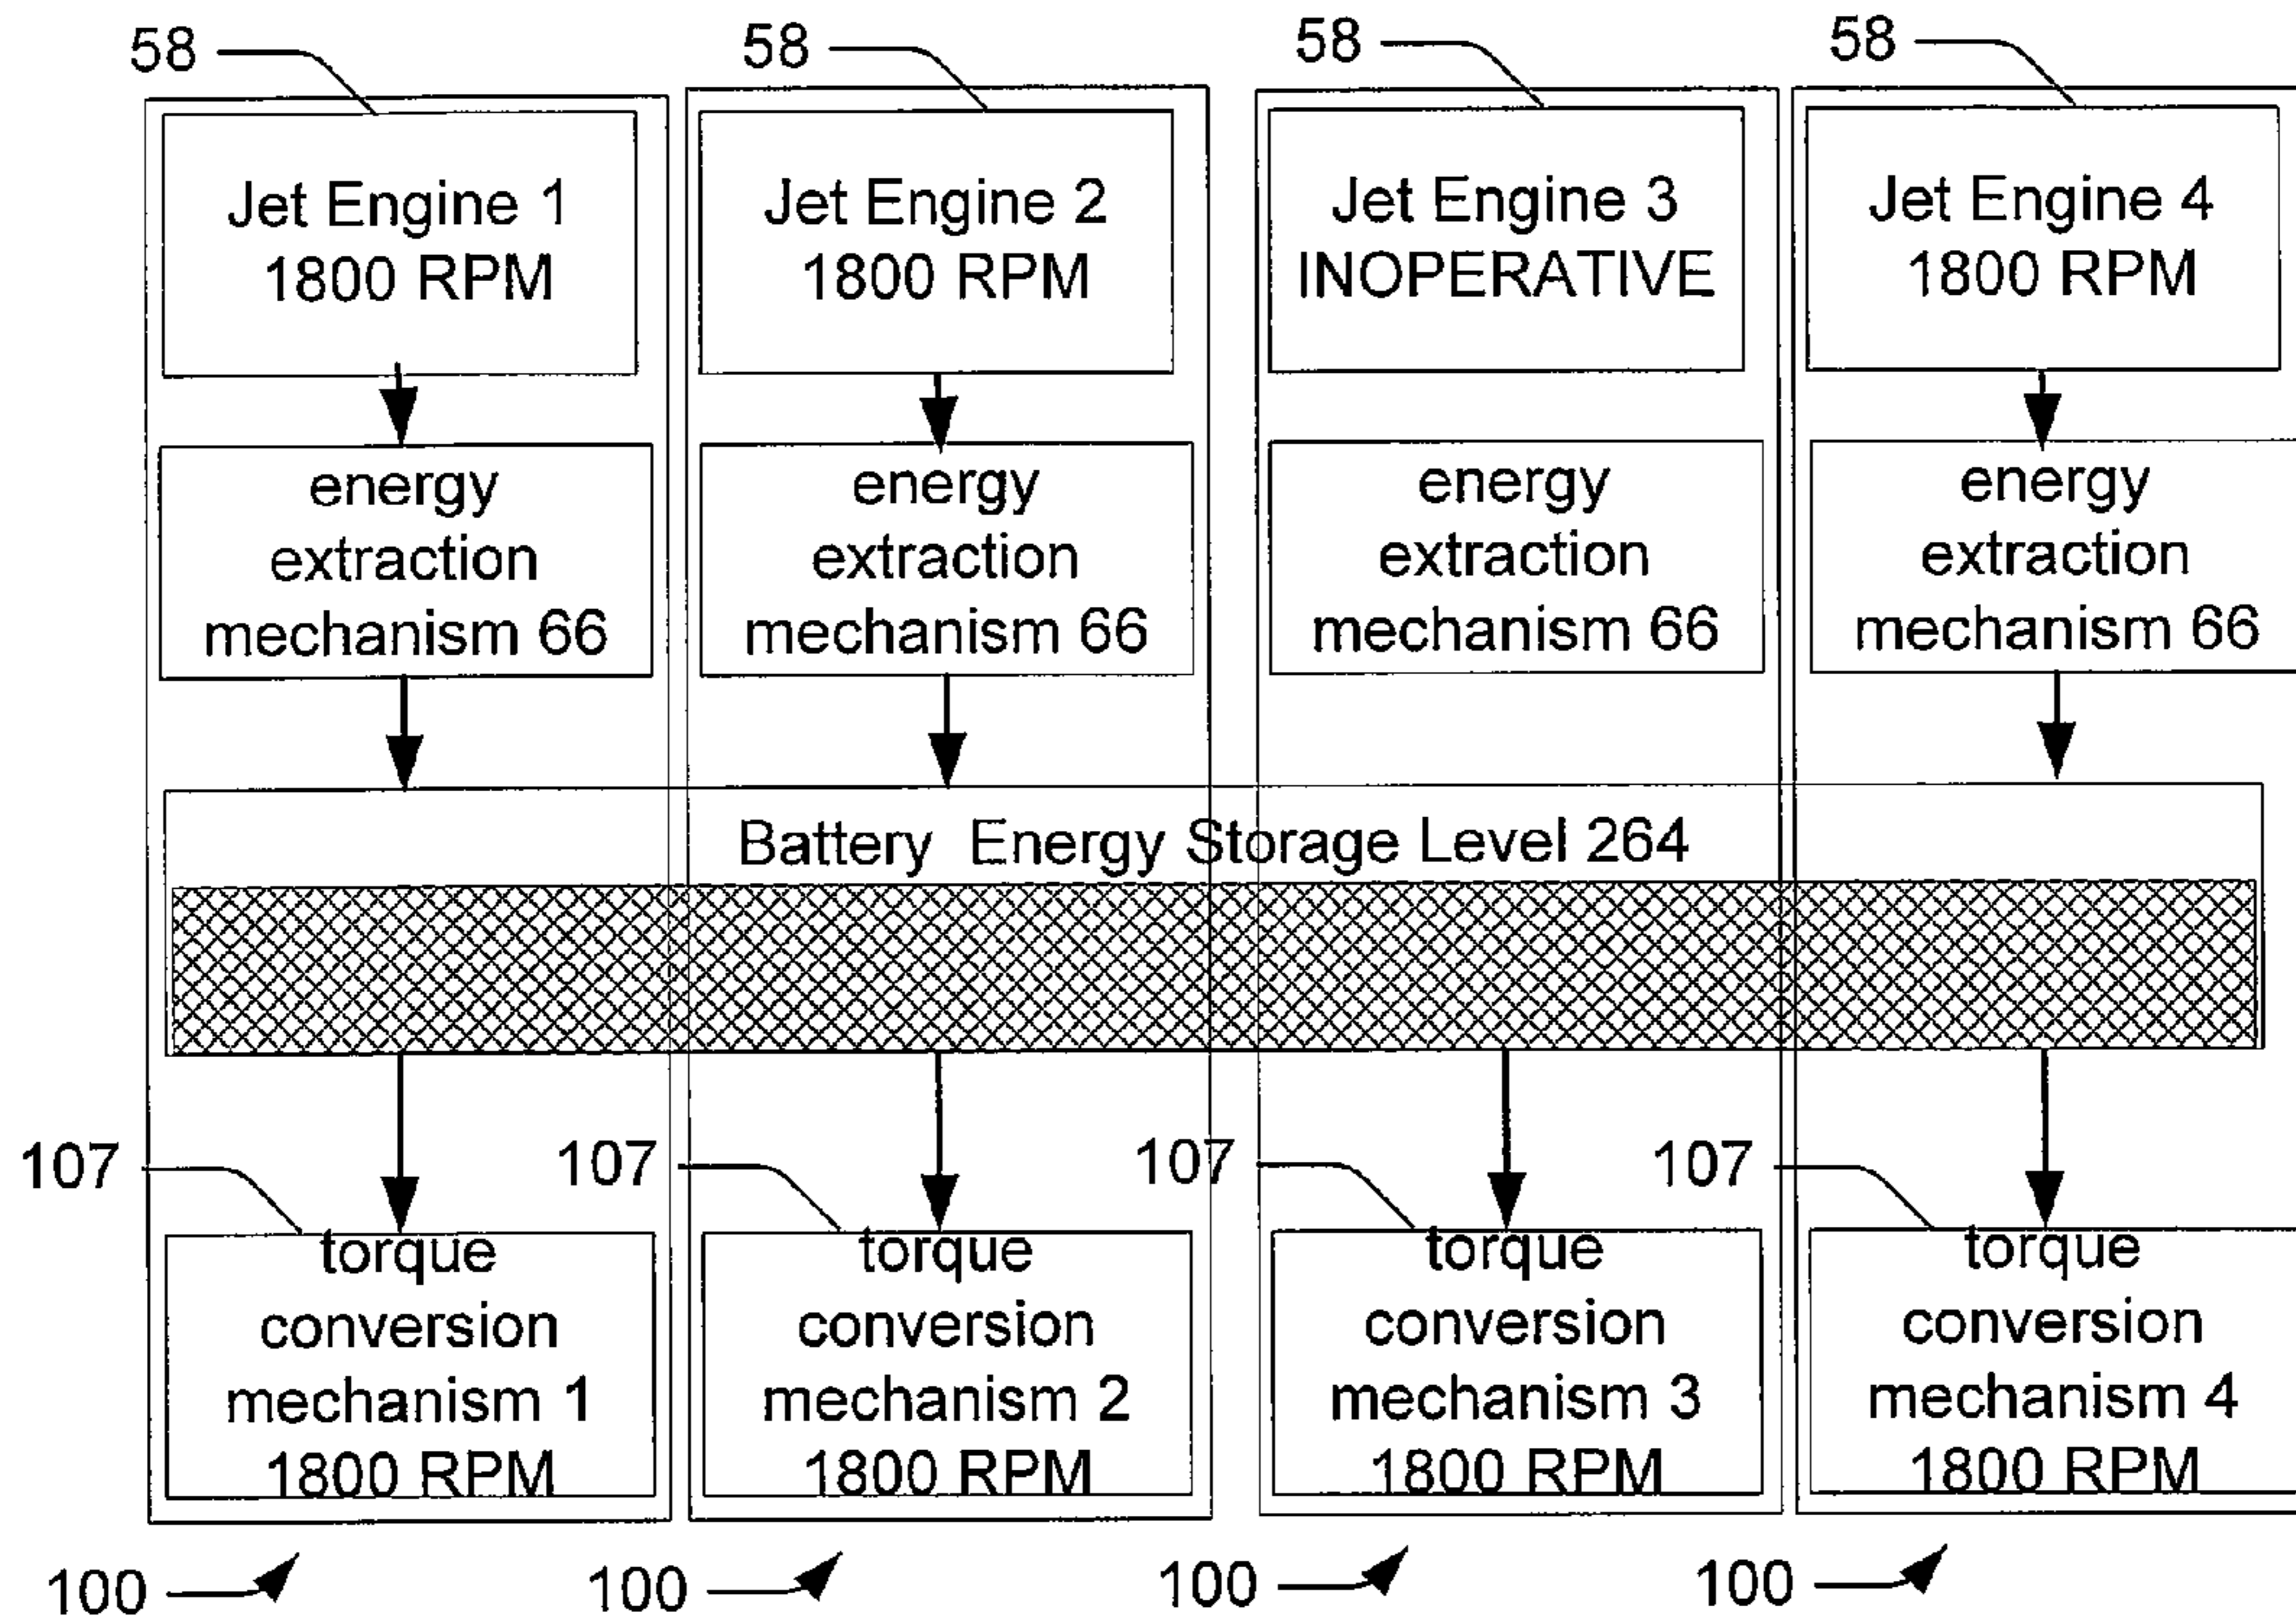 58 58 58 58
Jet Engine 1
1800 RPM
Jet Engine 2
1800 RPM
Jet Engine 3
INOPERATIVE
Jet Engine 4
1800 RPM
energy
extraction
mechanism 66
energy
extraction
mechanism 66
energy
extraction
mechanism 66
energy
extraction
mechanism 66
Battery Energy Storage Level 264
107 107 107 107
torque
conversion
mechanism 1
1800 RPM
torque
conversion
mechanism 2
1800 RPM
torque
conversion
mechanism 3
1800 RPM
torque
conversion
mechanism 4
1800 RPM
100 100 100 100